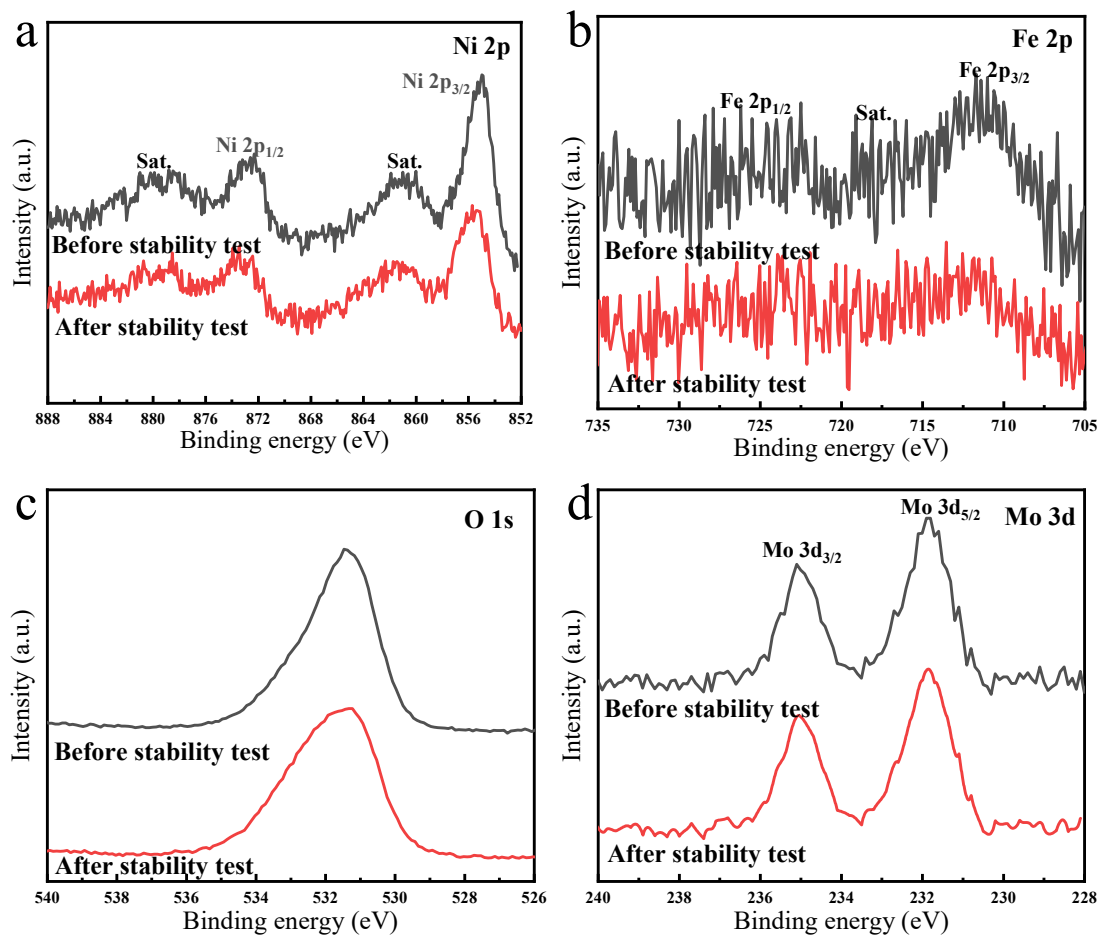 a
Ni 2p
Ni 2p3/2
Ni 2p1/2
Sat.
Sat.
Before stability test
After stability test
Intensity (a.u.)
888 884 880 876 872 868 864 860 856 852
Binding energy (eV)
b
Fe 2p
Fe 2p3/2
Fe 2p1/2
Sat.
Before stability test
After stability test
Intensity (a.u.)
735 730 725 720 715 710 705
Binding energy (eV)
c
O 1s
Before stability test
After stability test
Intensity (a.u.)
540 538 536 534 532 530 528 526
Binding energy (eV)
d
Mo 3d5/2
Mo 3d
Mo 3d3/2
Before stability test
After stability test
Intensity (a.u.)
240 238 236 234 232 230 228
Binding energy (eV)